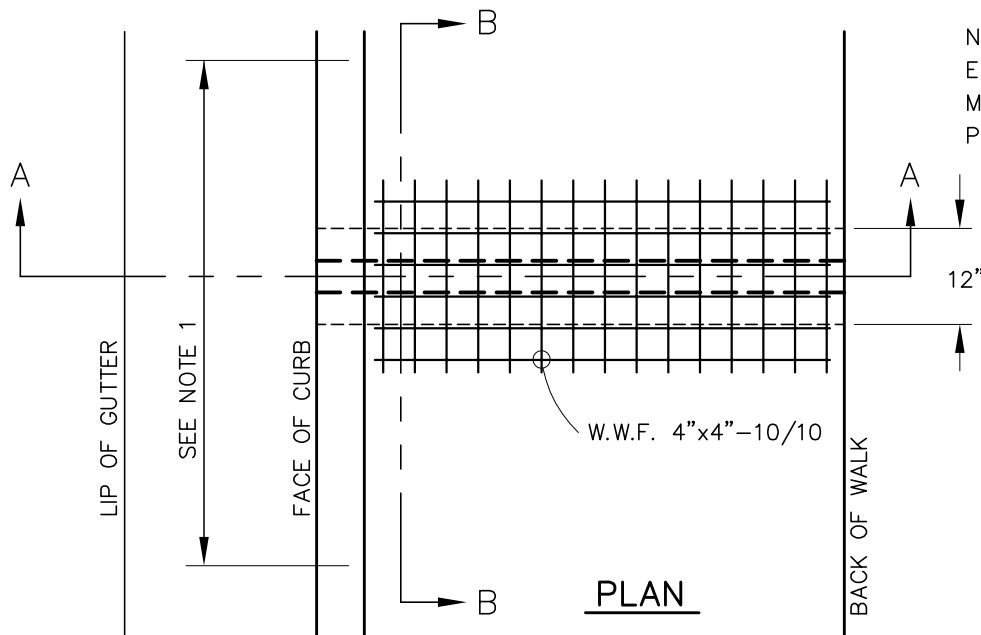 B
N
E
M
P
A
A
12"
LIP OF GUTTER
SEE NOTE 1
FACE OF CURB
W.W.F. 4"x4"-10/10
BACK OF WALK
B
PLAN